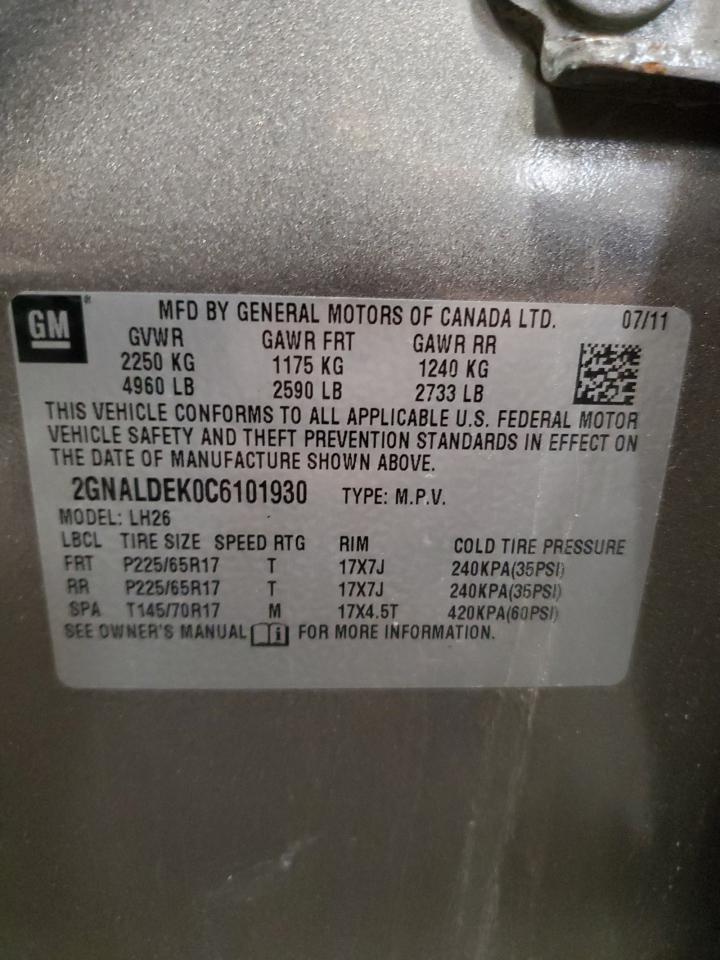 GM® MFD BY GENERAL MOTORS OF CANADA LTD. 07/11
GVWR GAWR FRT GAWR RR
2250 KG 1175 KG 1240 KG
4960 LB 2590 LB 2733 LB
THIS VEHICLE CONFORMS TO ALL APPLICABLE U.S. FEDERAL MOTOR
VEHICLE SAFETY AND THEFT PREVENTION STANDARDS IN EFFECT ON
THE DATE OF MANUFACTURE SHOWN ABOVE.
2GNALDEK0C6101930 TYPE: M.P.V.
MODEL: LH26
LBCL TIRE SIZE SPEED RTG RIM COLD TIRE PRESSURE
FRT P225/65R17 T 17X7J 240KPA(35PSI)
RR P225/65R17 T 17X7J 240KPA(35PSI)
SPA T145/70R17 M 17X4.5T 420KPA(60PSI)
SEE OWNER'S MANUAL i FOR MORE INFORMATION.